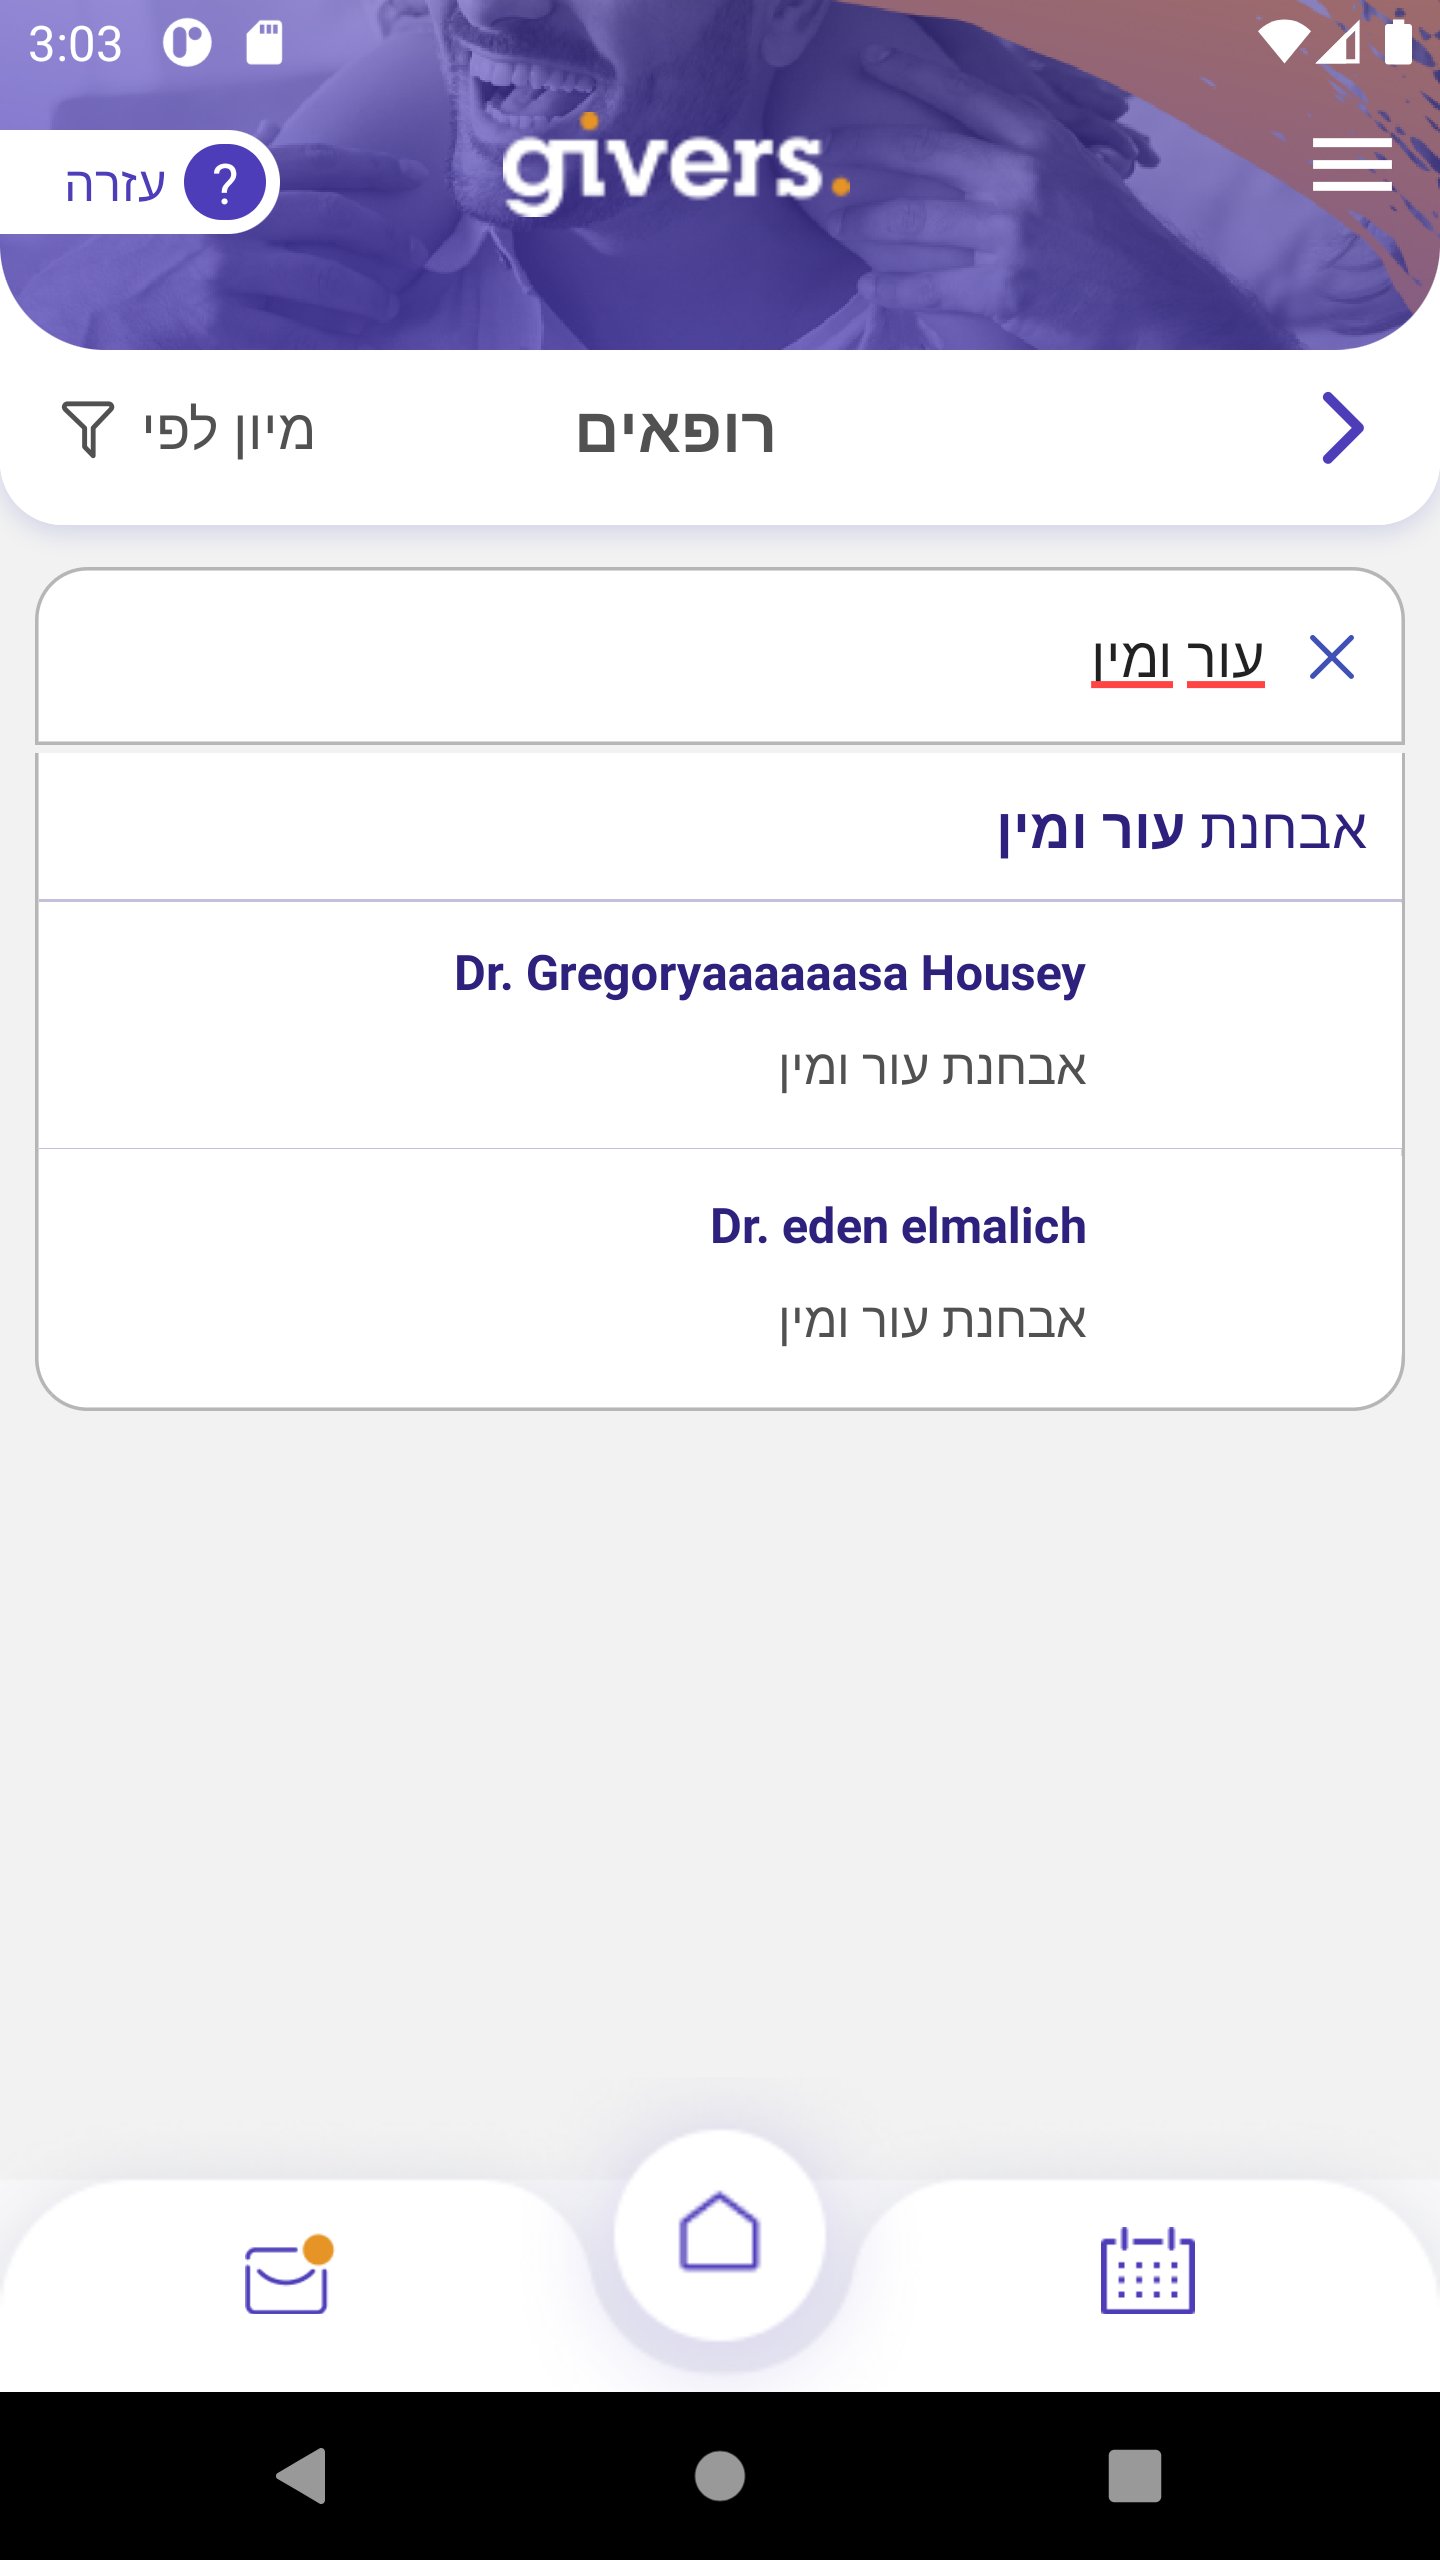 3:03
givers.
? עזרה
רופאים
מיון לפי
עור ומין
אבחנת עור ומין
Dr. Gregoryaaaaaasa Housey
אבחנת עור ומין
Dr. eden elmalich
אבחנת עור ומין